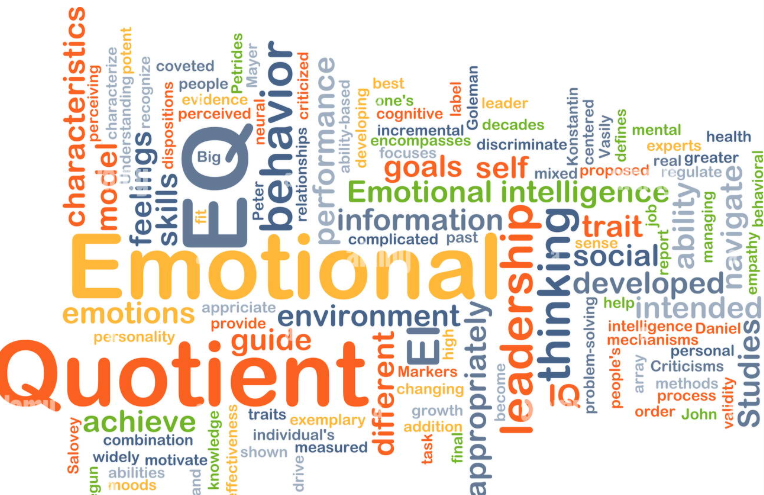 characteristics
perceiving
model
characterize
Understanding
potent
recognize
feelings
coveted
people
evidence
perceived
dispositions
skills
fit
Big
EQ
Petrides
Mayer
neural
Peter
behavior
relationships
criticized
performance
ability-based
developing
best
one's
cognitive
incremental
encompasses
focuses
label
Goleman
leader
decades
discriminate
Konstantin
centered
Vasily
defines
mental
experts
health
real greater
regulate
goals self mixed proposed
Emotional intelligence
information
complicated past
trait
sense
social
job
report
ability
managing
navigate
empathy
behavioral
Emotional
leadership
thinking
developed
emotions
appriciate
provide
personality
environment
guide
EI
high
appropriately
help intended
intelligence Daniel
mechanisms
problem-solving
people's
personal
array
Criticisms
methods
process
order John
validity
Studies
Quotient
different
Markers
changing
growth
addition
become
IQ
task
final
Salovey
achieve
combination
widely motivate
abilities
moods
and
knowledge
effectiveness
traits exemplary
individual's
shown measured
drive